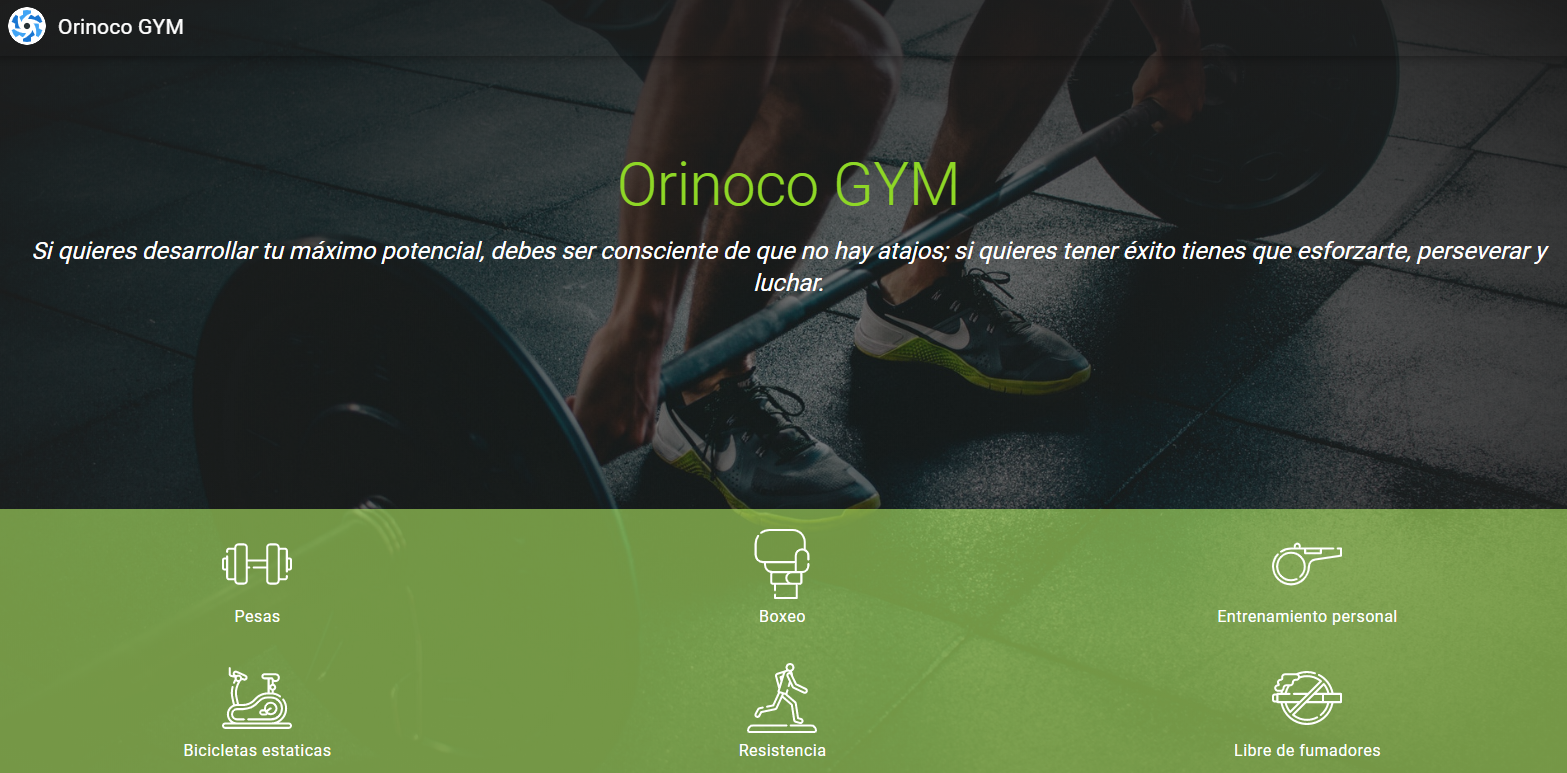 Orinoco GYM
Orinoco GYM
Si quieres desarrollar tu máximo potencial, debes ser consciente de que no hay atajos; si quieres tener éxito tienes que esforzarte, perseverar y
luchar.
Pesas
Boxeo
Entrenamiento personal
Bicicletas estaticas
Resistencia
Libre de fumadores